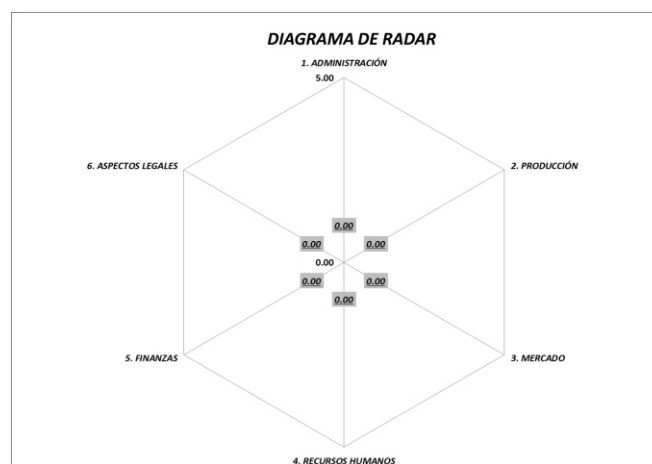 DIAGRAMA DE RADAR
1. ADMINISTRACIÓN
5.00
6. ASPECTOS LEGALES
2. PRODUCCIÓN
0.00
0.00
0.00
0.00
0.00
0.00
0.00
5. FINANZAS
3. MERCADO
4. RECURSOS HUMANOS